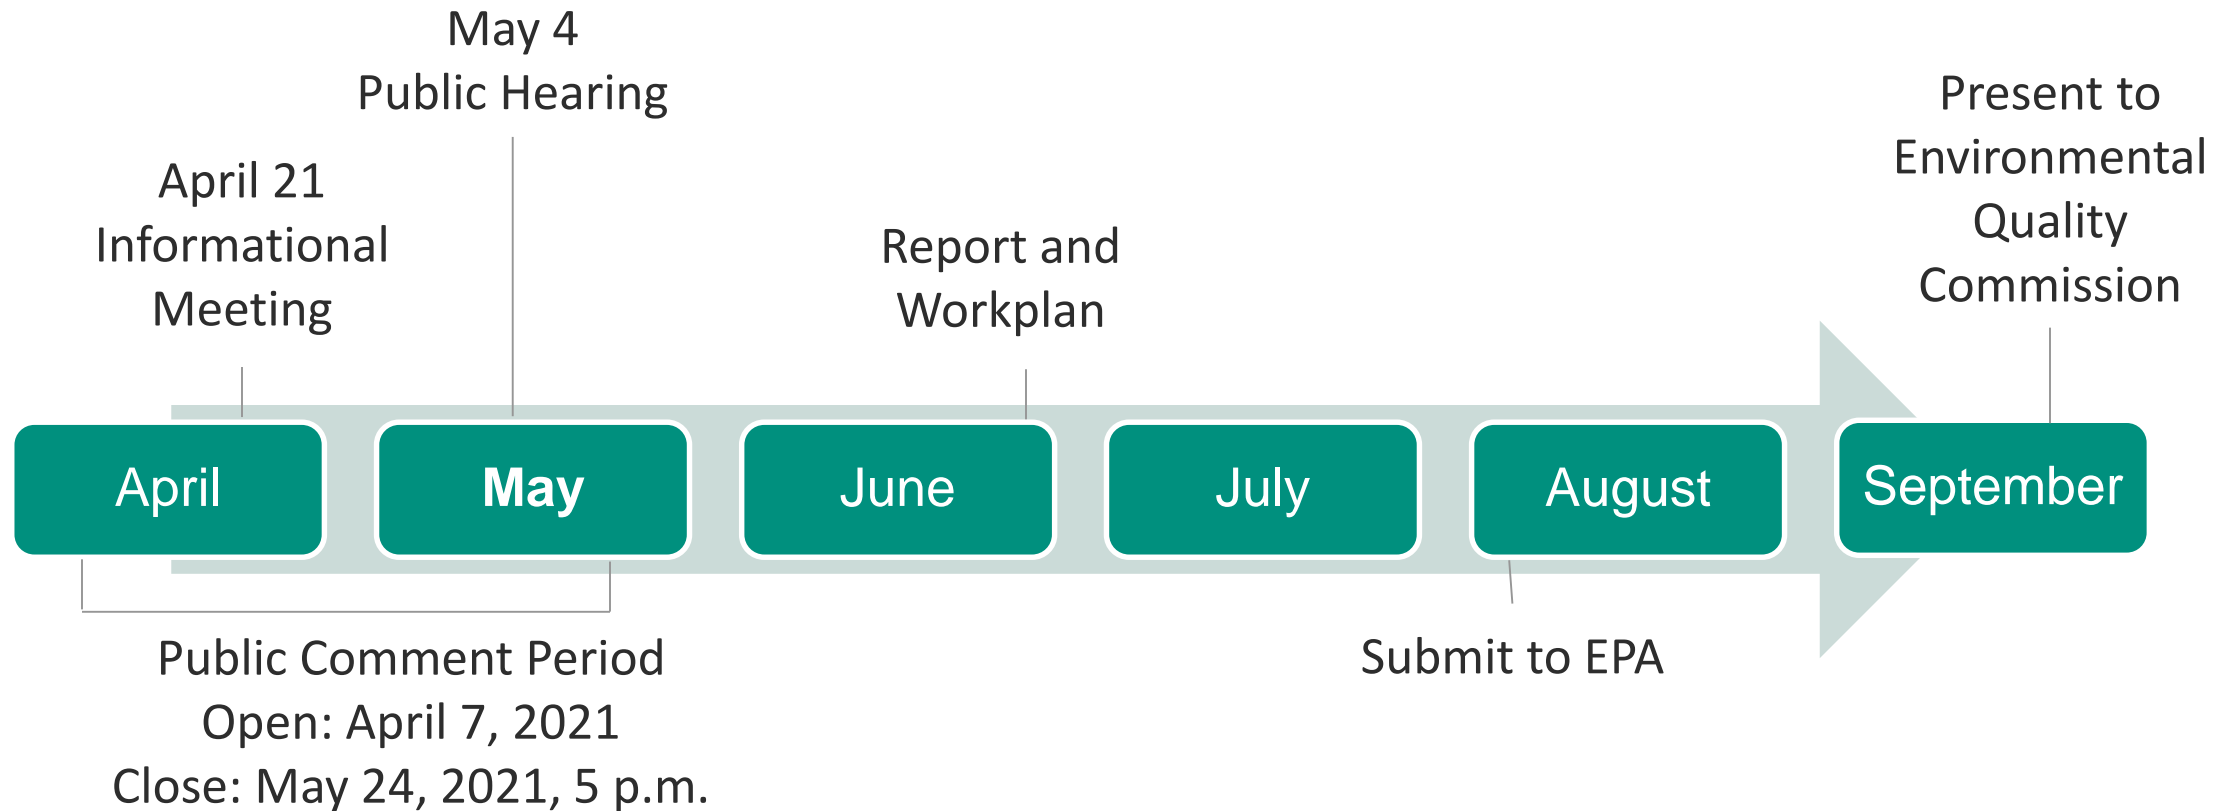 May 4
Public Hearing
April 21
Informational
Meeting
Report and
Workplan
Present to
Environmental
Quality
Commission
April
May
June
July
August
September
Public Comment Period
Open: April 7, 2021
Close: May 24, 2021, 5 p.m.
Submit to EPA